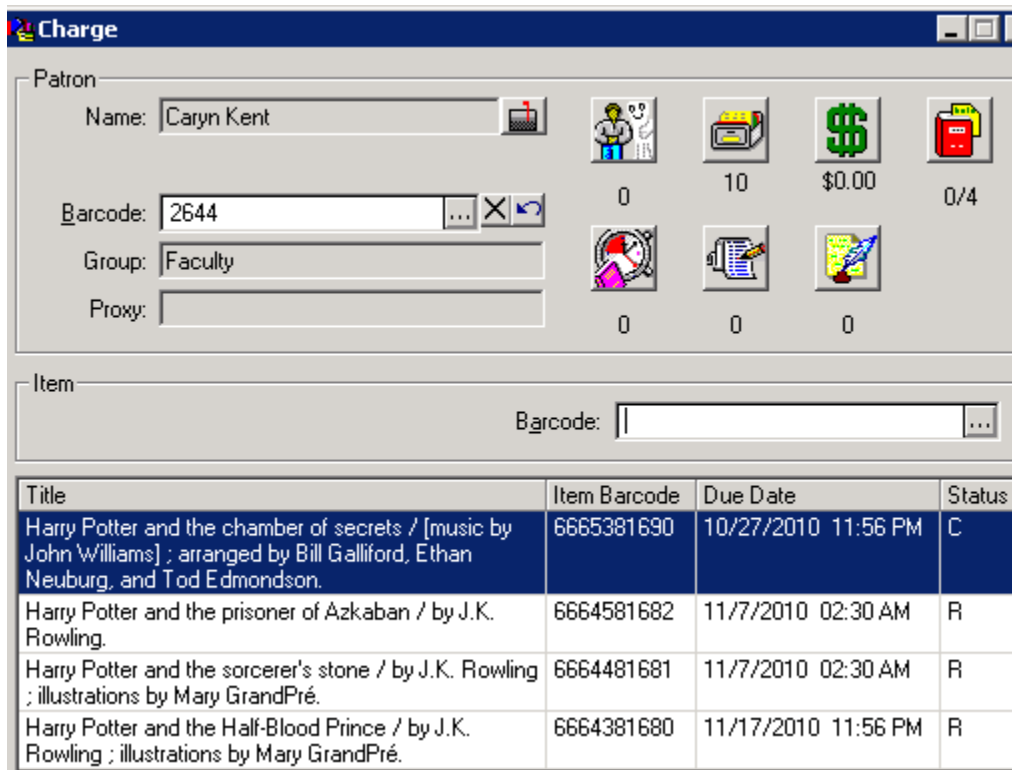 Charge
Patron
Name: Caryn Kent
0
10
$0.00
0/4
Barcode: 2644
Group: Faculty
Proxy:
0
0
0
Item
Barcode:
Title Item Barcode Due Date Status
Harry Potter and the chamber of secrets / [music by 6665381690 10/27/2010 11:56 PM C
John Williams] ; arranged by Bill Galliford, Ethan
Neuburg, and Tod Edmondson.
Harry Potter and the prisoner of Azkaban / by J.K. 6664581682 11/7/2010 02:30 AM R
Rowling.
Harry Potter and the sorcerer's stone / by J.K. Rowling 6664481681 11/7/2010 02:30 AM R
; illustrations by Mary GrandPré.
Harry Potter and the Half-Blood Prince / by J.K. 6664381680 11/17/2010 11:56 PM R
Rowling ; illustrations by Mary GrandPré.